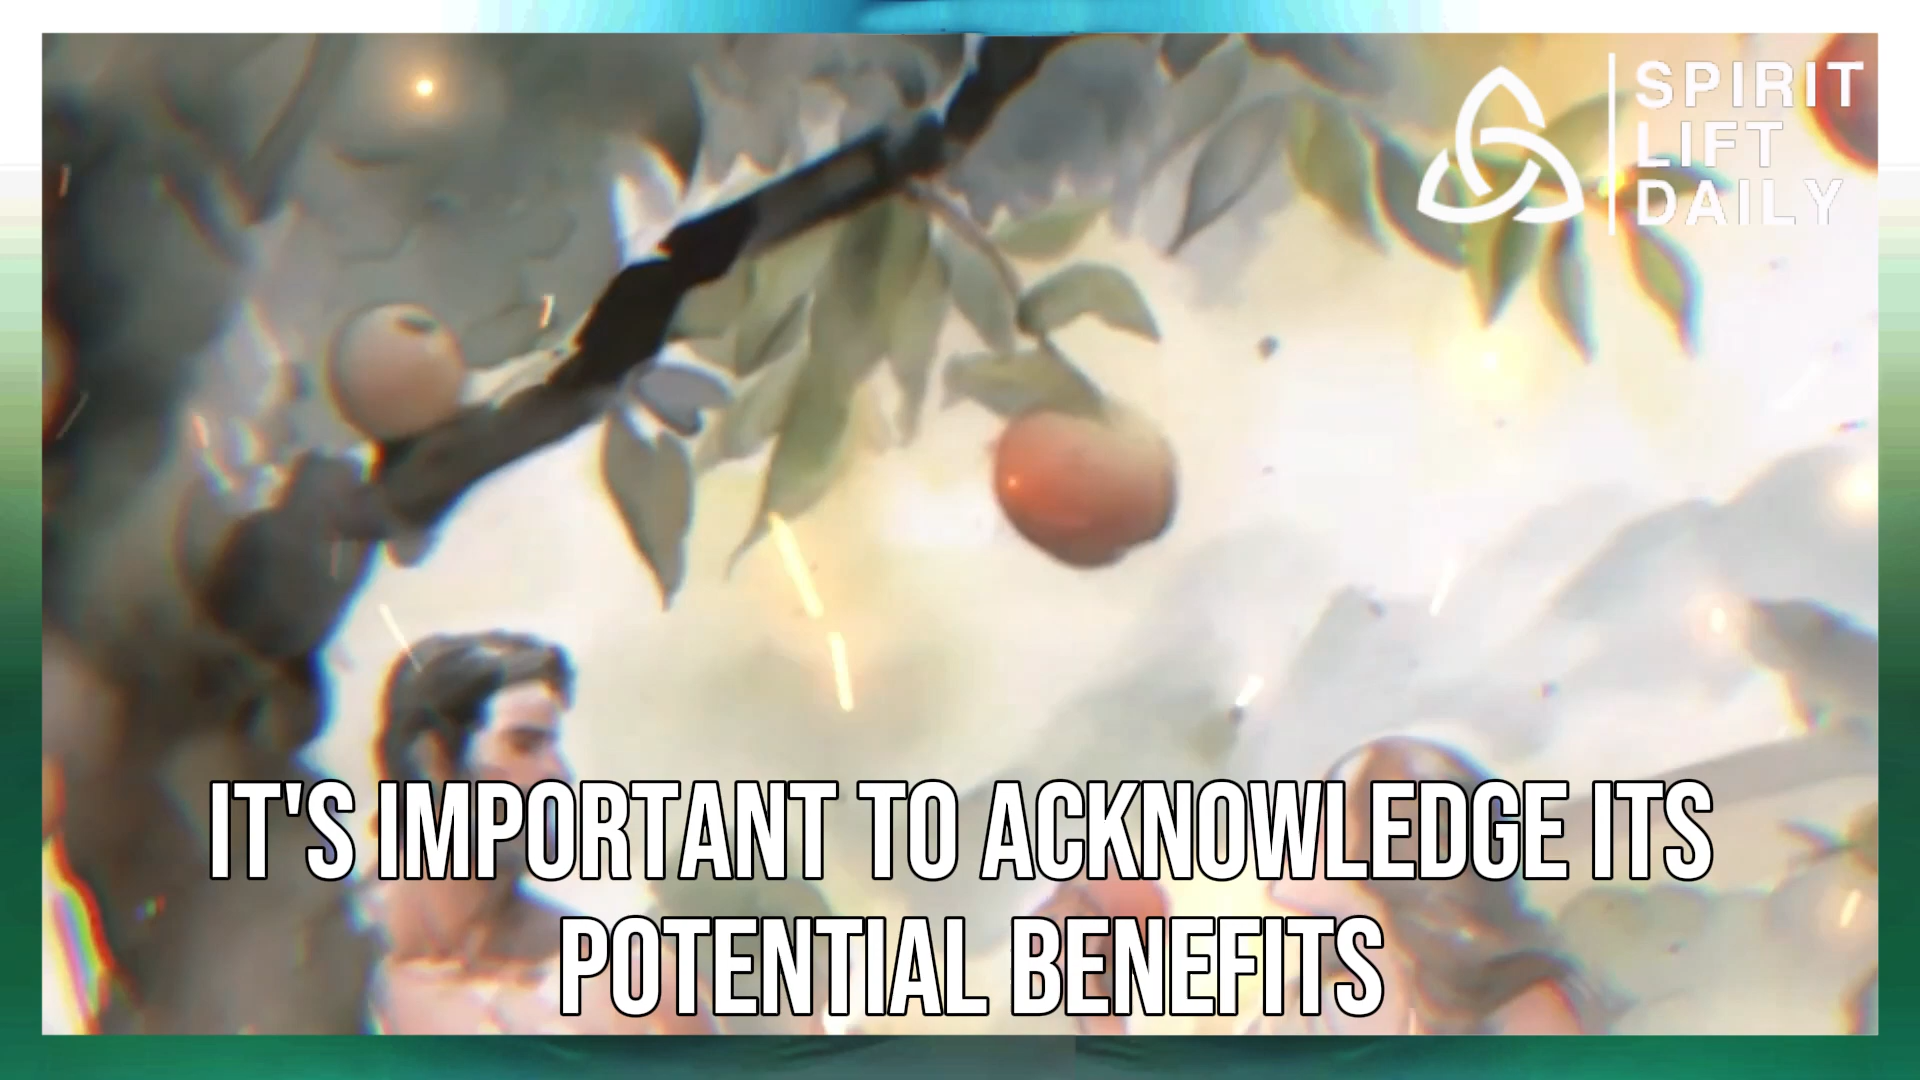 SPIRIT
LIFT
DAILY
IT'S IMPORTANT TO ACKNOWLEDGE ITS
POTENTIAL BENEFITS